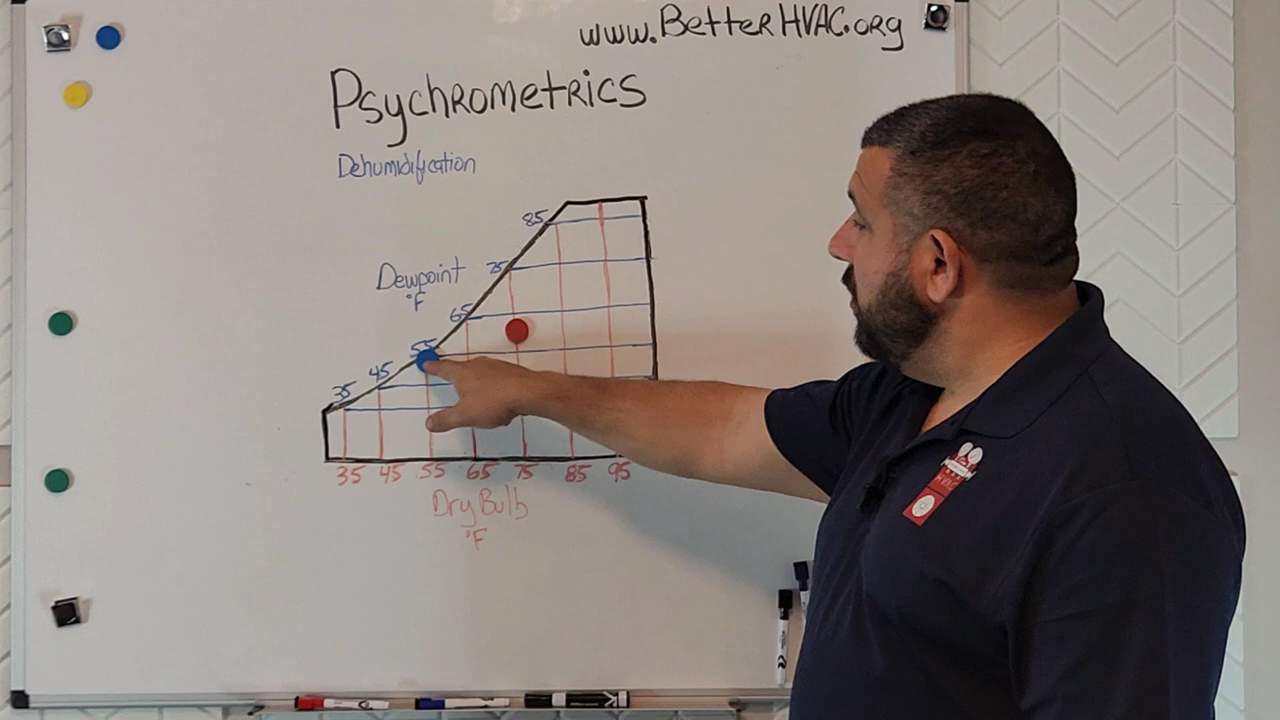 www.BetterHVAC.org
Psychrometrics
Dehumidification
85
75
Dewpoint
°F
65
55
45
35
35 45 55 65 75 85 95
Dry Bulb
°F